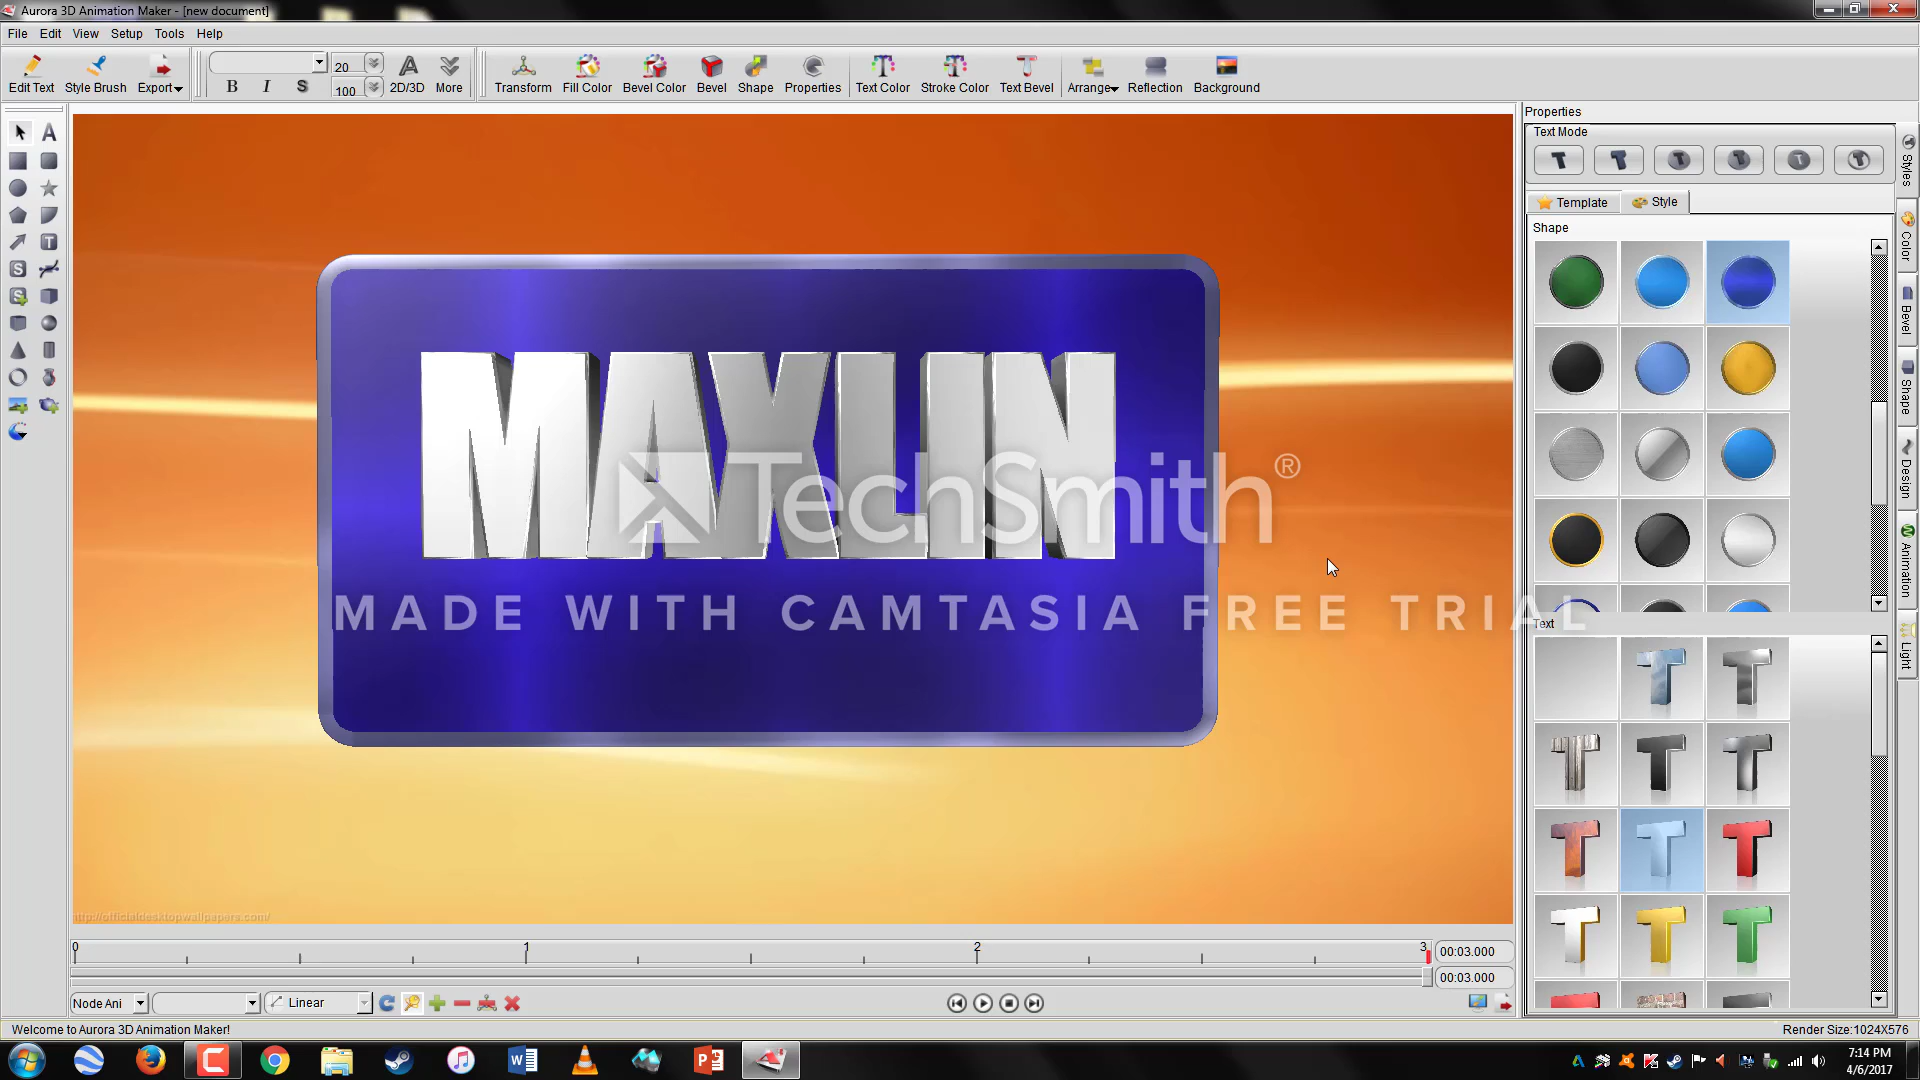 Aurora 3D Animation Maker - [new document]
File Edit View Setup Tools Help
20
Edit Text Style Brush Export B I S 100 2D/3D More Transform Fill Color Bevel Color Bevel Shape Properties Text Color Stroke Color Text Bevel Arrange Reflection Background
Properties
Text Mode
Template Style
Shape
Styles
Color
Bevel
Shape
Design
Animation
Light
MAXLIN
TechSmith®
MADE WITH CAMTASIA FREE TRIAL
Text
http://officialdesktopwallpapers.com/
0 1 2 3 00:03.000
00:03.000
Node Ani Linear
Welcome to Aurora 3D Animation Maker! Render Size:1024X576
7:14 PM
4/6/2017